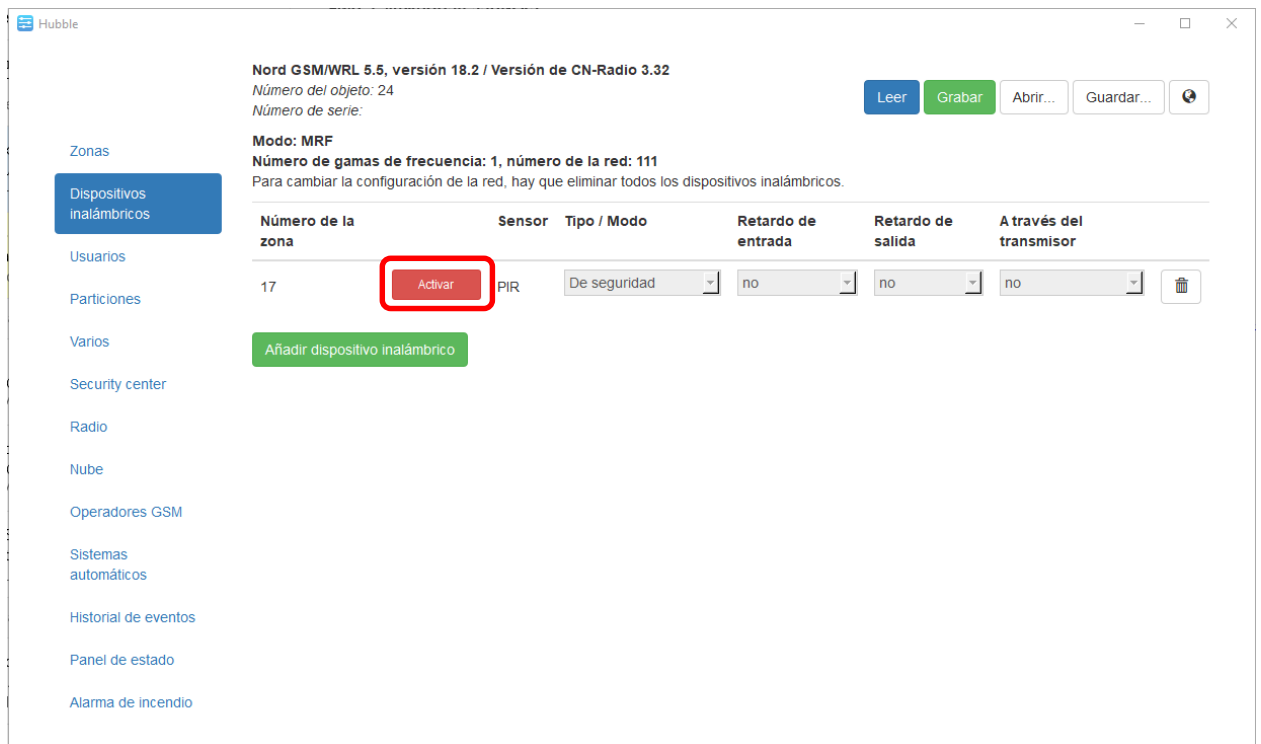 Hubble
Nord GSM/WRL 5.5, versión 18.2 / Versión de CN-Radio 3.32
Número del objeto: 24
Número de serie:
Leer
Grabar
Abrir...
Guardar...
Modo: MRF
Número de gamas de frecuencia: 1, número de la red: 111
Para cambiar la configuración de la red, hay que eliminar todos los dispositivos inalámbricos.
Zonas
Dispositivos
inalámbricos
Usuarios
Particiones
Varios
Security center
Radio
Nube
Operadores GSM
Sistemas
automáticos
Historial de eventos
Panel de estado
Alarma de incendio
Número de la
zona
Sensor
Tipo / Modo
Retardo de
entrada
Retardo de
salida
A través del
transmisor
17
Activar
PIR
De seguridad
no
no
no
Añadir dispositivo inalámbrico